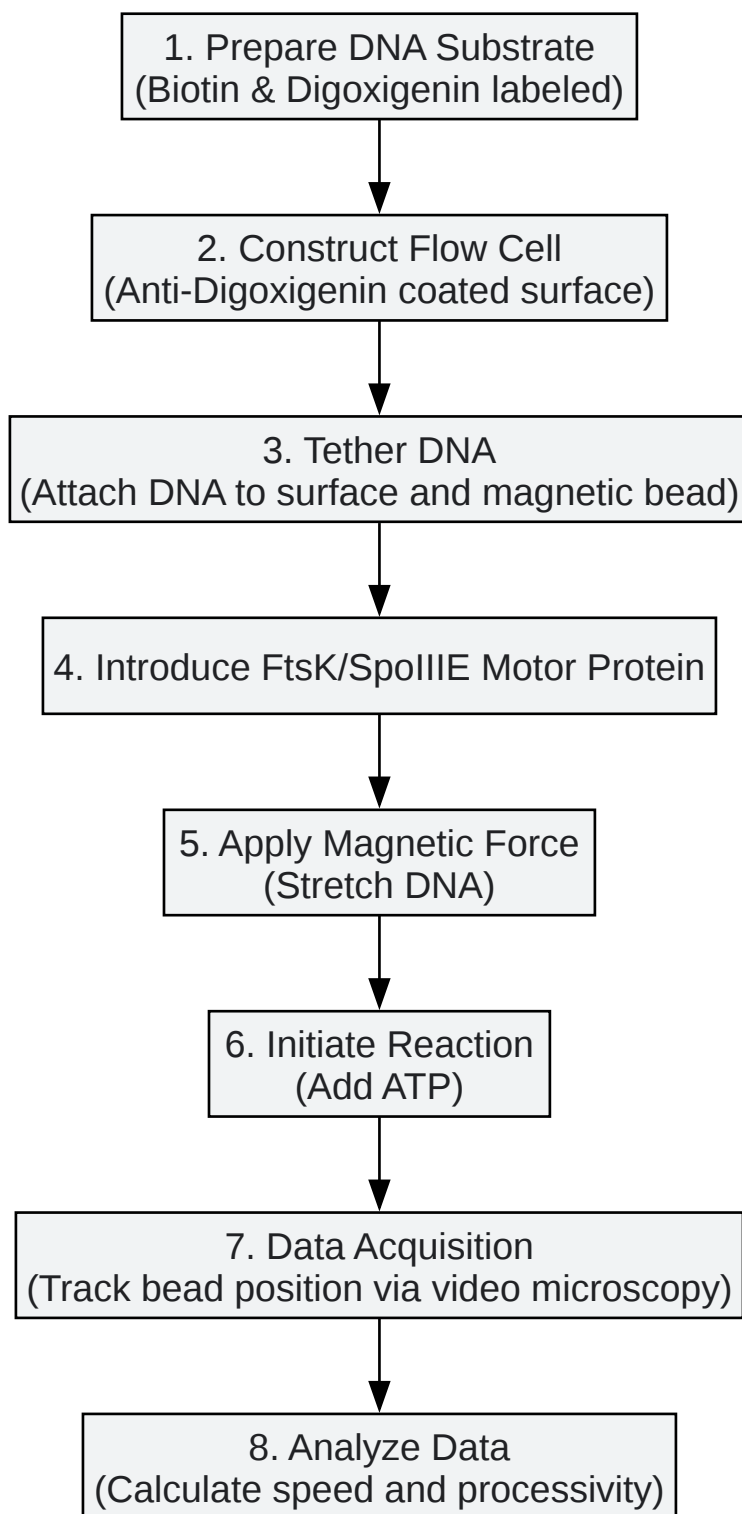 1. Prepare DNA Substrate
(Biotin & Digoxigenin labeled)
2. Construct Flow Cell
(Anti-Digoxigenin coated surface)
3. Tether DNA
(Attach DNA to surface and magnetic bead)
4. Introduce FtsK/SpoIIIE Motor Protein
5. Apply Magnetic Force
(Stretch DNA)
6. Initiate Reaction
(Add ATP)
7. Data Acquisition
(Track bead position via video microscopy)
8. Analyze Data
(Calculate speed and processivity)